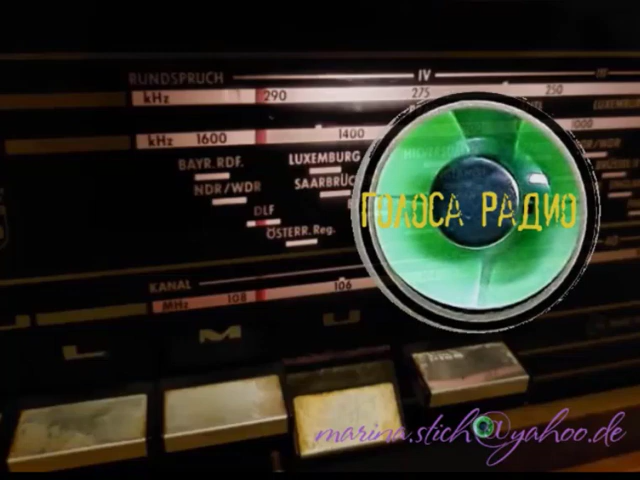 RUNDSPRUCH IV
kHz 290 275 250
kHz 1600 1400 1000
BAYR.RDF. LUXEMBURG
NDR/WDR
DLF
ÖSTERR.Reg.
KANAL
MHz 108 106
L M U
ГОЛОСА РАДИО
marina.stich@yahoo.de